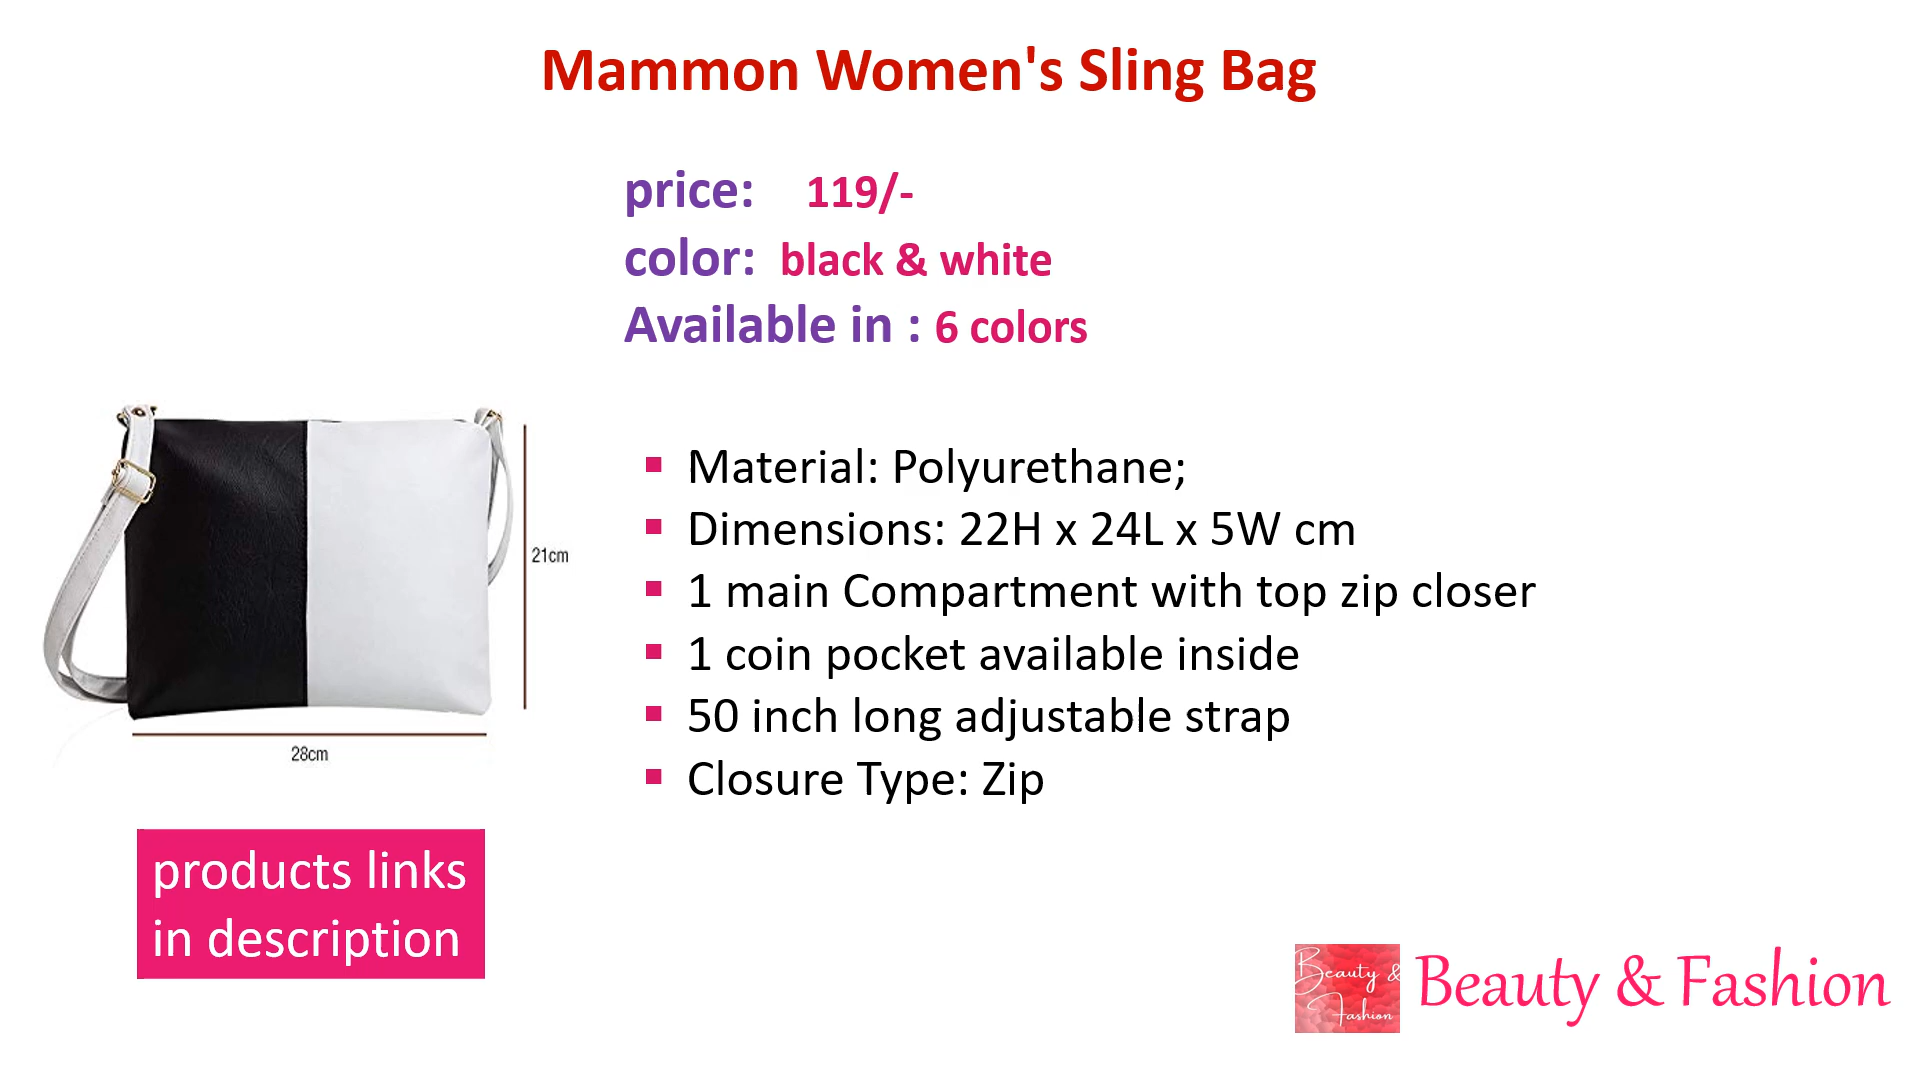 Mammon Women's Sling Bag
price: 119/-
color: black & white
Available in : 6 colors
21cm
28cm
▪ Material: Polyurethane;
▪ Dimensions: 22H x 24L x 5W cm
▪ 1 main Compartment with top zip closer
▪ 1 coin pocket available inside
▪ 50 inch long adjustable strap
▪ Closure Type: Zip
products links
in description
Beauty &
Fashion
Beauty & Fashion